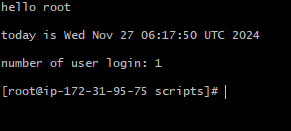 hello root
today is Wed Nov 27 06:17:50 UTC 2024
number of user login: 1
[root@ip-172-31-95-75 scripts]#